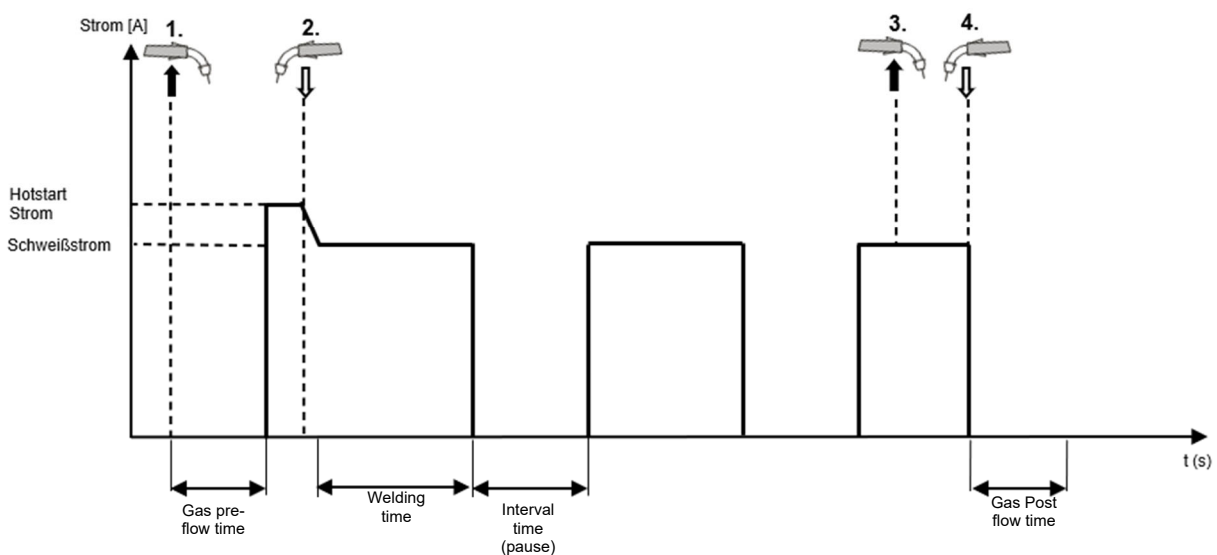 Strom [A]
1.
2.
3.
4.
Hotstart
Strom
Schweißstrom
t (s)
Gas pre-
flow time
Welding
time
Interval
time
(pause)
Gas Post
flow time